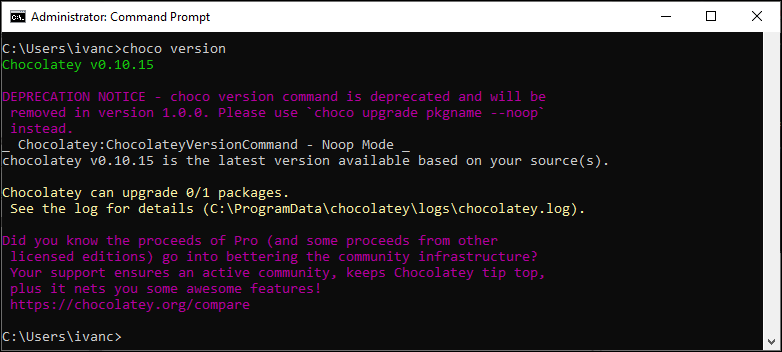 Administrator: Command Prompt
C:\Users\ivanc>choco version
Chocolatey v0.10.15
DEPRECATION NOTICE - choco version command is deprecated and will be
removed in version 1.0.0. Please use `choco upgrade pkgname --noop`
instead.
_ Chocolatey:ChocolateyVersionCommand - Noop Mode _
chocolatey v0.10.15 is the latest version available based on your source(s).
Chocolatey can upgrade 0/1 packages.
See the log for details (C:\ProgramData\chocolatey\logs\chocolatey.log).
Did you know the proceeds of Pro (and some proceeds from other
licensed editions) go into bettering the community infrastructure?
Your support ensures an active community, keeps Chocolatey tip top,
plus it nets you some awesome features!
https://chocolatey.org/compare
C:\Users\ivanc>